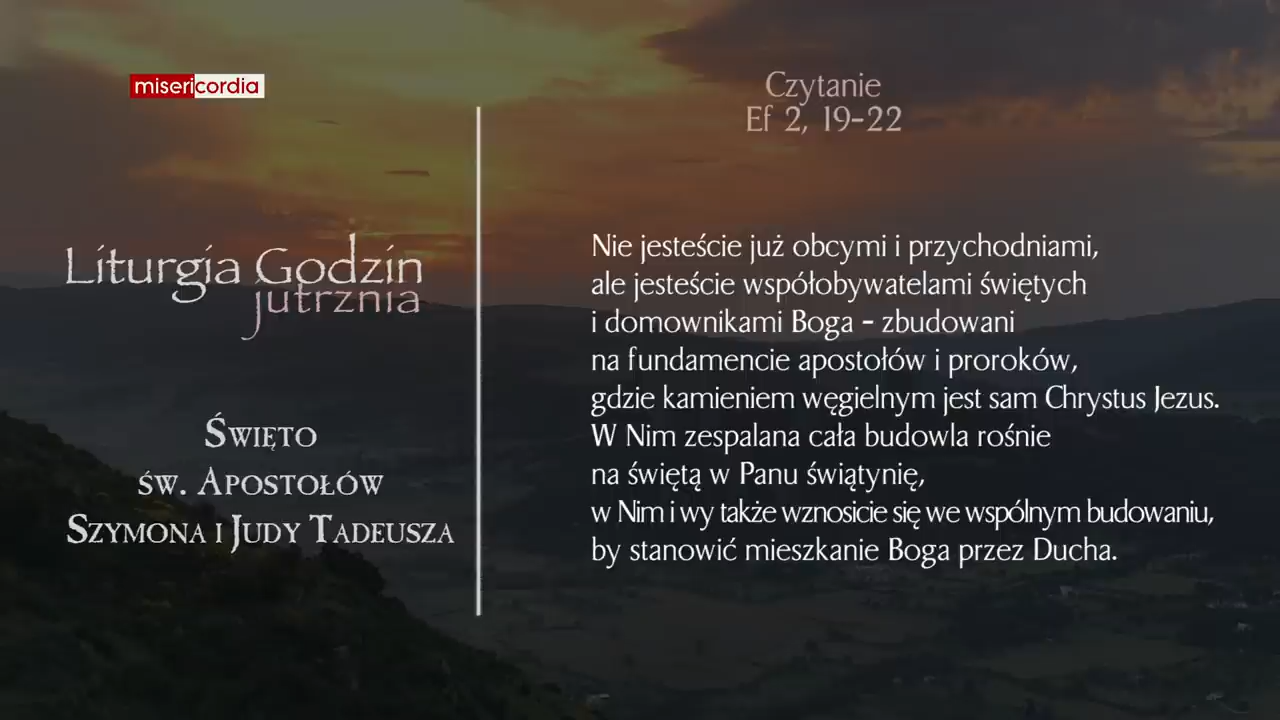 misericordia
Liturgia Godzin
jutrznia
Święto
św. Apostołów
Szymona i Judy Tadeusza
Czytanie
Ef 2, 19-22
Nie jesteście już obcymi i przychodniami,
ale jesteście współobywatelami świętych
i domownikami Boga - zbudowani
na fundamencie apostołów i proroków,
gdzie kamieniem węgielnym jest sam Chrystus Jezus.
W Nim zespalana cała budowla rośnie
na świętą w Panu świątynię,
w Nim i wy także wznosicie się we wspólnym budowaniu,
by stanowić mieszkanie Boga przez Ducha.